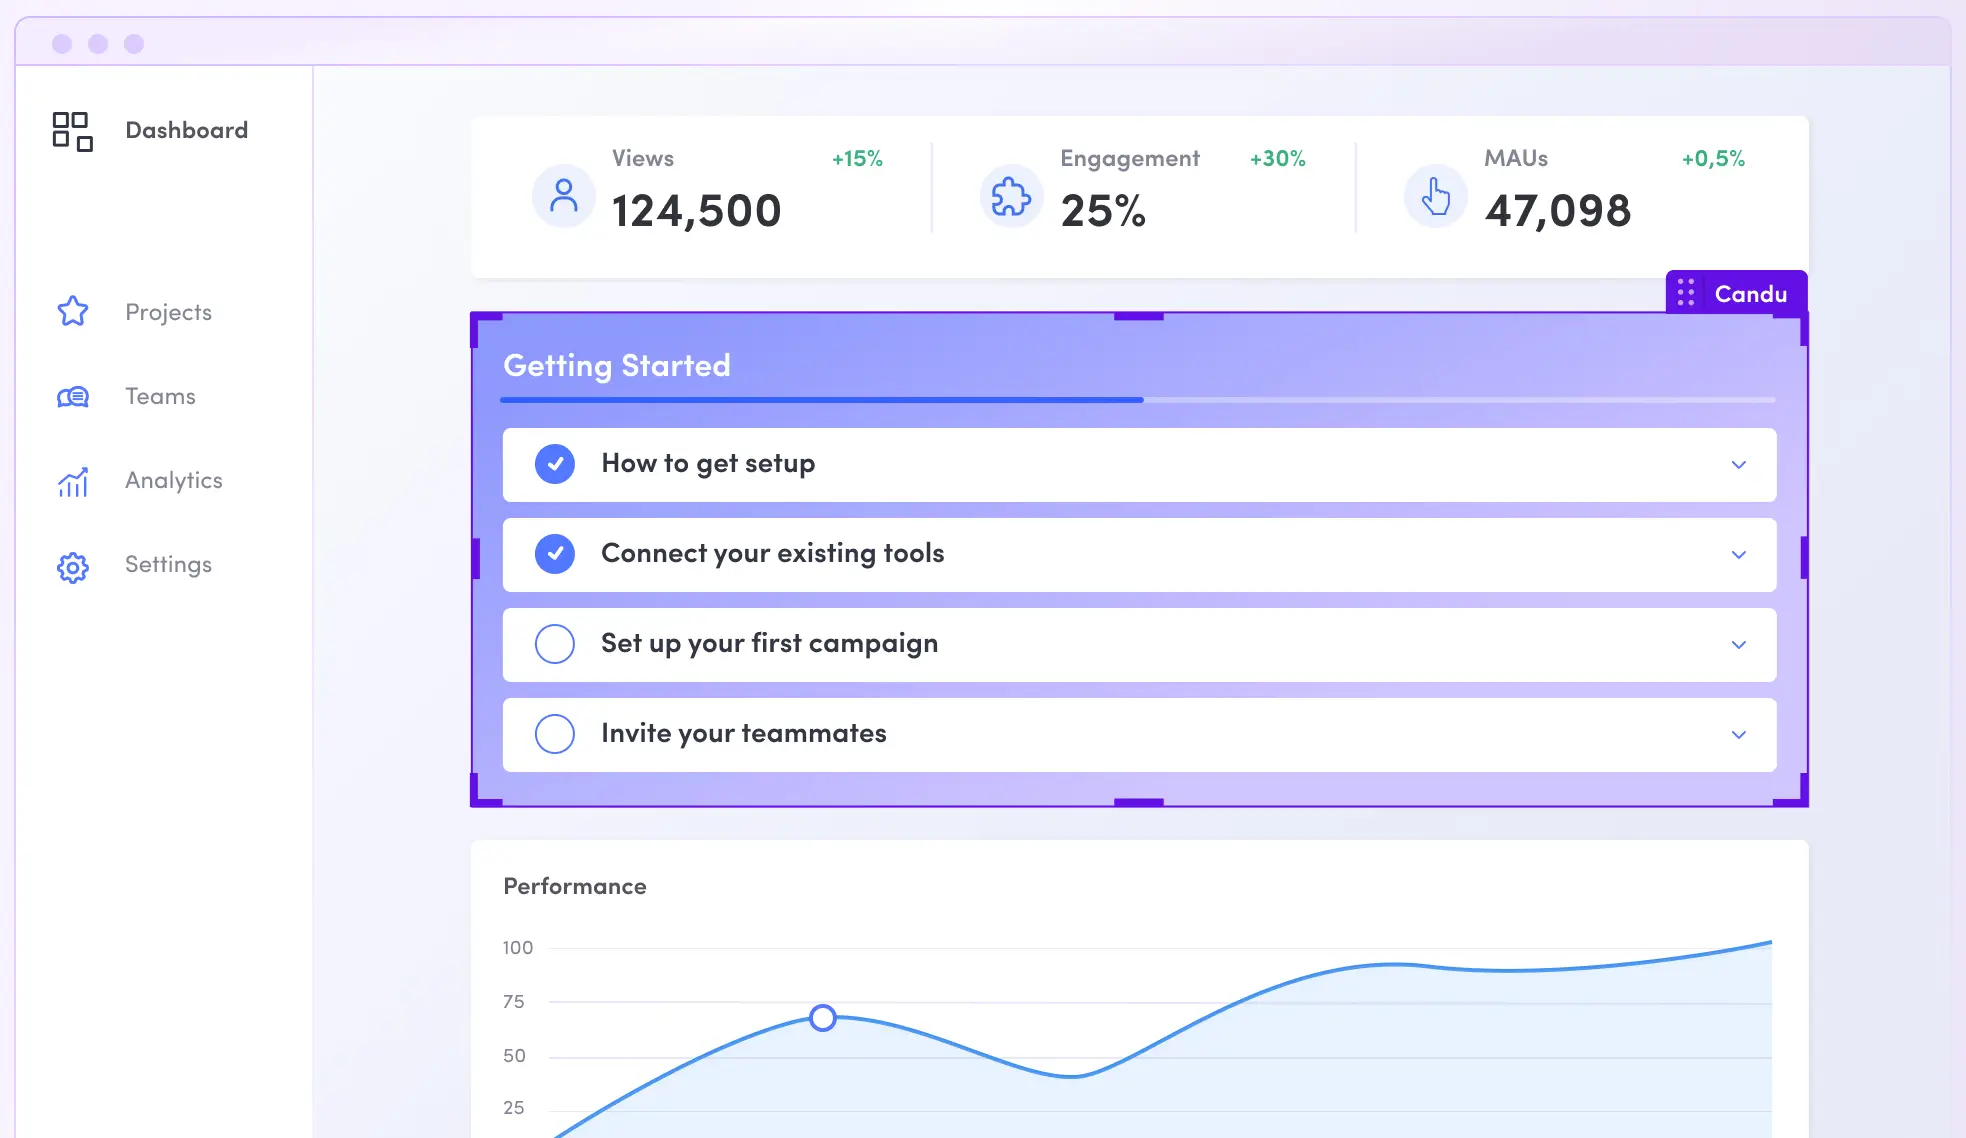 Dashboard
Projects
Teams
Analytics
Settings
Views +15%
124,500
Engagement +30%
25%
MAUs +0,5%
47,098
Candu
Getting Started
How to get setup
Connect your existing tools
Set up your first campaign
Invite your teammates
Performance
100
75
50
25